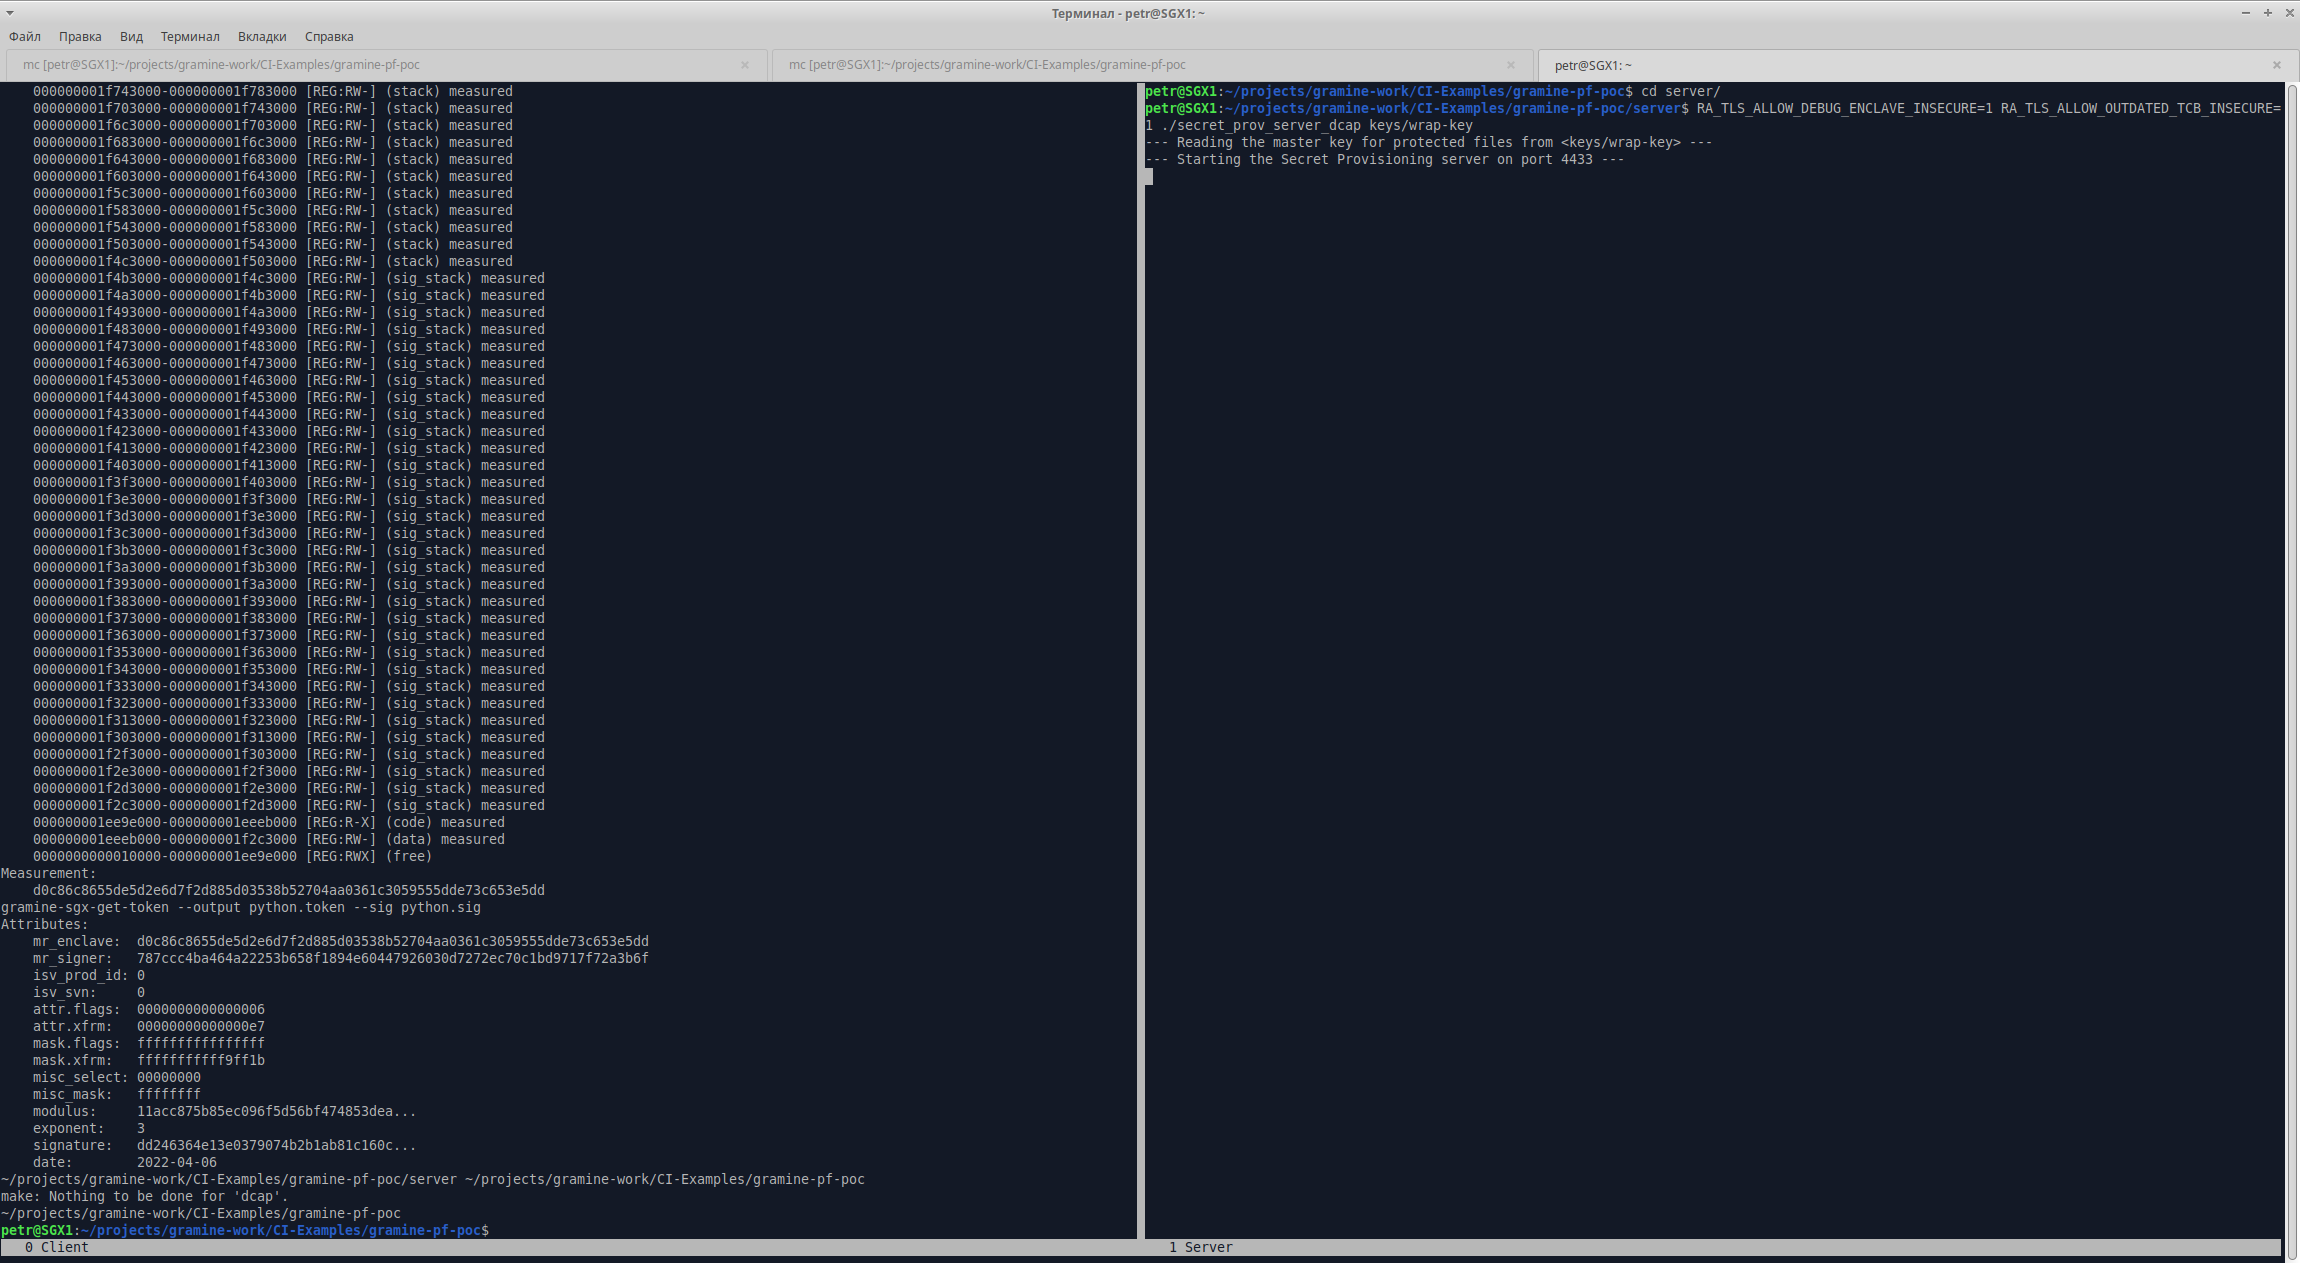 Терминал - petr@SGX1: ~
Файл Правка Вид Терминал Вкладки Справка
mc [petr@SGX1]:~/projects/gramine-work/CI-Examples/gramine-pf-poc
mc [petr@SGX1]:~/projects/gramine-work/CI-Examples/gramine-pf-poc
petr@SGX1: ~
000000001f743000-000000001f783000 [REG:RW-] (stack) measured
000000001f703000-000000001f743000 [REG:RW-] (stack) measured
000000001f6c3000-000000001f703000 [REG:RW-] (stack) measured
000000001f683000-000000001f6c3000 [REG:RW-] (stack) measured
000000001f643000-000000001f683000 [REG:RW-] (stack) measured
000000001f603000-000000001f643000 [REG:RW-] (stack) measured
000000001f5c3000-000000001f603000 [REG:RW-] (stack) measured
000000001f583000-000000001f5c3000 [REG:RW-] (stack) measured
000000001f543000-000000001f583000 [REG:RW-] (stack) measured
000000001f503000-000000001f543000 [REG:RW-] (stack) measured
000000001f4c3000-000000001f503000 [REG:RW-] (stack) measured
000000001f4b3000-000000001f4c3000 [REG:RW-] (sig_stack) measured
000000001f4a3000-000000001f4b3000 [REG:RW-] (sig_stack) measured
000000001f493000-000000001f4a3000 [REG:RW-] (sig_stack) measured
000000001f483000-000000001f493000 [REG:RW-] (sig_stack) measured
000000001f473000-000000001f483000 [REG:RW-] (sig_stack) measured
000000001f463000-000000001f473000 [REG:RW-] (sig_stack) measured
000000001f453000-000000001f463000 [REG:RW-] (sig_stack) measured
000000001f443000-000000001f453000 [REG:RW-] (sig_stack) measured
000000001f433000-000000001f443000 [REG:RW-] (sig_stack) measured
000000001f423000-000000001f433000 [REG:RW-] (sig_stack) measured
000000001f413000-000000001f423000 [REG:RW-] (sig_stack) measured
000000001f403000-000000001f413000 [REG:RW-] (sig_stack) measured
000000001f3f3000-000000001f403000 [REG:RW-] (sig_stack) measured
000000001f3e3000-000000001f3f3000 [REG:RW-] (sig_stack) measured
000000001f3d3000-000000001f3e3000 [REG:RW-] (sig_stack) measured
000000001f3c3000-000000001f3d3000 [REG:RW-] (sig_stack) measured
000000001f3b3000-000000001f3c3000 [REG:RW-] (sig_stack) measured
000000001f3a3000-000000001f3b3000 [REG:RW-] (sig_stack) measured
000000001f393000-000000001f3a3000 [REG:RW-] (sig_stack) measured
000000001f383000-000000001f393000 [REG:RW-] (sig_stack) measured
000000001f373000-000000001f383000 [REG:RW-] (sig_stack) measured
000000001f363000-000000001f373000 [REG:RW-] (sig_stack) measured
000000001f353000-000000001f363000 [REG:RW-] (sig_stack) measured
000000001f343000-000000001f353000 [REG:RW-] (sig_stack) measured
000000001f333000-000000001f343000 [REG:RW-] (sig_stack) measured
000000001f323000-000000001f333000 [REG:RW-] (sig_stack) measured
000000001f313000-000000001f323000 [REG:RW-] (sig_stack) measured
000000001f303000-000000001f313000 [REG:RW-] (sig_stack) measured
000000001f2f3000-000000001f303000 [REG:RW-] (sig_stack) measured
000000001f2e3000-000000001f2f3000 [REG:RW-] (sig_stack) measured
000000001f2d3000-000000001f2e3000 [REG:RW-] (sig_stack) measured
000000001f2c3000-000000001f2d3000 [REG:RW-] (sig_stack) measured
000000001ee9e000-000000001eeeb000 [REG:R-X] (code) measured
000000001eeeb000-000000001f2c3000 [REG:RW-] (data) measured
0000000000010000-000000001ee9e000 [REG:RWX] (free)
Measurement:
d0c86c8655de5d2e6d7f2d885d03538b52704aa0361c3059555dde73c653e5dd
gramine-sgx-get-token --output python.token --sig python.sig
Attributes:
mr_enclave: d0c86c8655de5d2e6d7f2d885d03538b52704aa0361c3059555dde73c653e5dd
mr_signer: 787ccc4ba464a22253b658f1894e60447926030d7272ec70c1bd9717f72a3b6f
isv_prod_id: 0
isv_svn: 0
attr.flags: 0000000000000006
attr.xfrm: 00000000000000e7
mask.flags: ffffffffffffffff
mask.xfrm: fffffffffff9ff1b
misc_select: 00000000
misc_mask: ffffffff
modulus: 11acc875b85ec096f5d56bf474853dea...
exponent: 3
signature: dd246364e13e0379074b2b1ab81c160c...
date: 2022-04-06
~/projects/gramine-work/CI-Examples/gramine-pf-poc/server ~/projects/gramine-work/CI-Examples/gramine-pf-poc
make: Nothing to be done for 'dcap'.
~/projects/gramine-work/CI-Examples/gramine-pf-poc
petr@SGX1:~/projects/gramine-work/CI-Examples/gramine-pf-poc$
0 Client
petr@SGX1:~/projects/gramine-work/CI-Examples/gramine-pf-poc$ cd server/
petr@SGX1:~/projects/gramine-work/CI-Examples/gramine-pf-poc/server$ RA_TLS_ALLOW_DEBUG_ENCLAVE_INSECURE=1 RA_TLS_ALLOW_OUTDATED_TCB_INSECURE=
1 ./secret_prov_server_dcap keys/wrap-key
--- Reading the master key for protected files from <keys/wrap-key> ---
--- Starting the Secret Provisioning server on port 4433 ---
1 Server